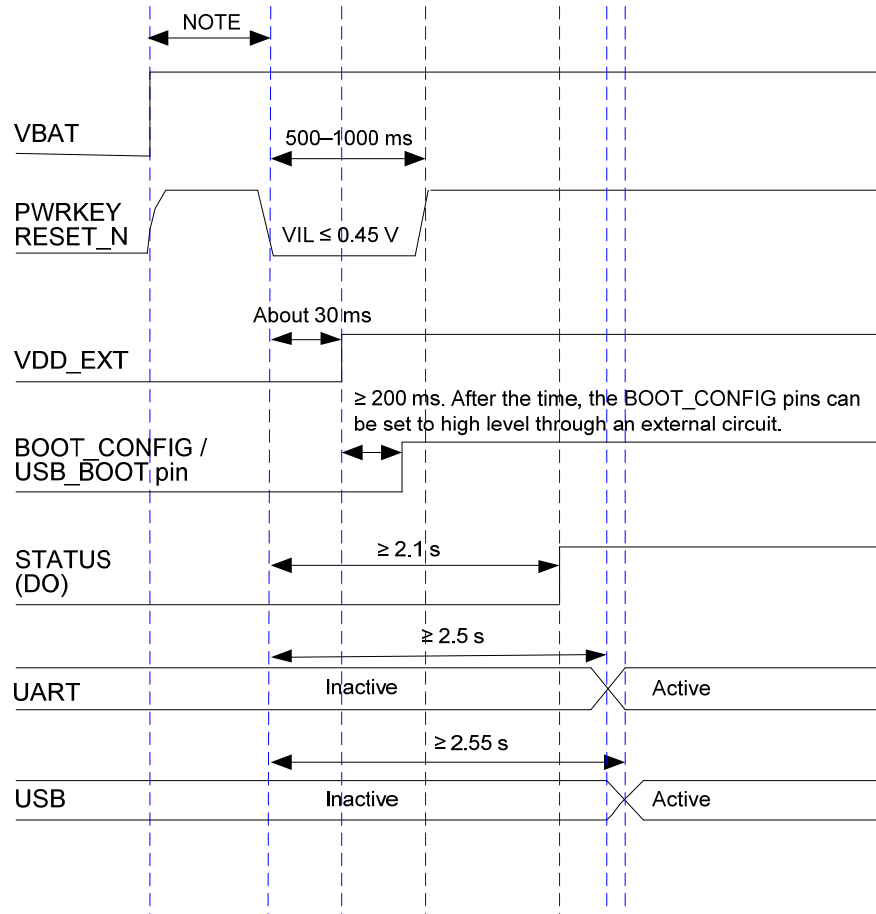 NOTE
VBAT
500–1000 ms
PWRKEY
RESET_N
VIL ≤ 0.45 V
About 30 ms
VDD_EXT
≥ 200 ms. After the time, the BOOT_CONFIG pins can
be set to high level through an external circuit.
BOOT_CONFIG /
USB_BOOT pin
≥ 2.1 s
STATUS
(DO)
≥ 2.5 s
UART
Inactive
Active
≥ 2.55 s
USB
Inactive
Active